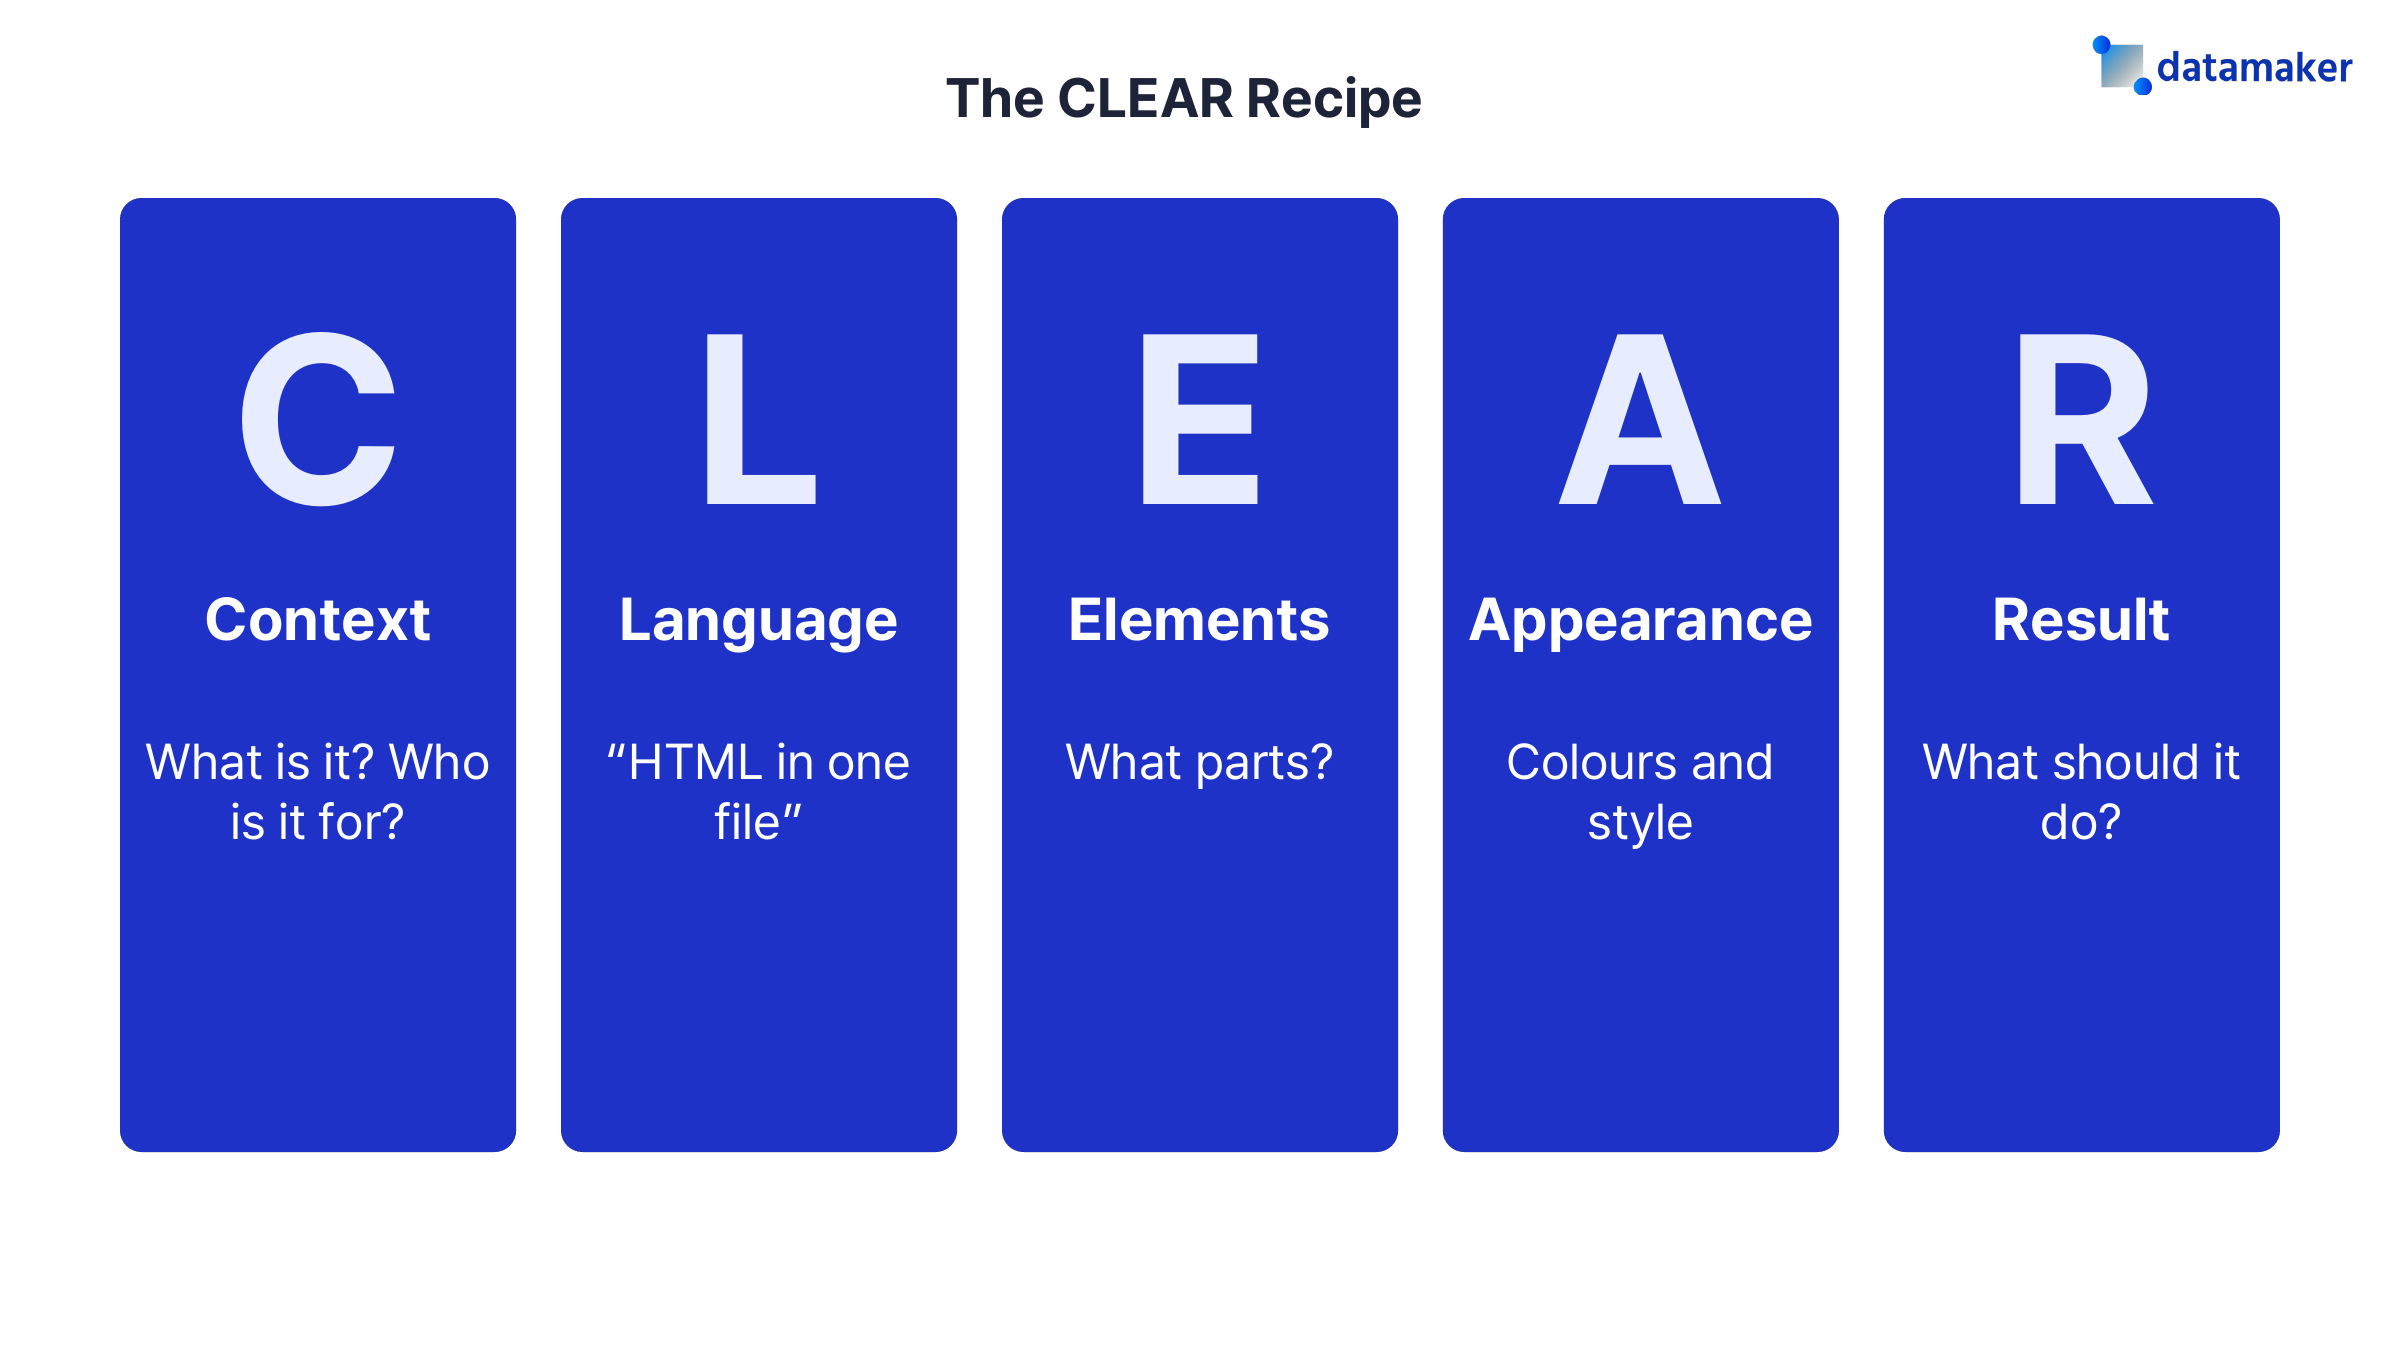 datamaker
The CLEAR Recipe
C
Context
What is it? Who
is it for?
L
Language
“HTML in one
file”
E
Elements
What parts?
A
Appearance
Colours and
style
R
Result
What should it
do?